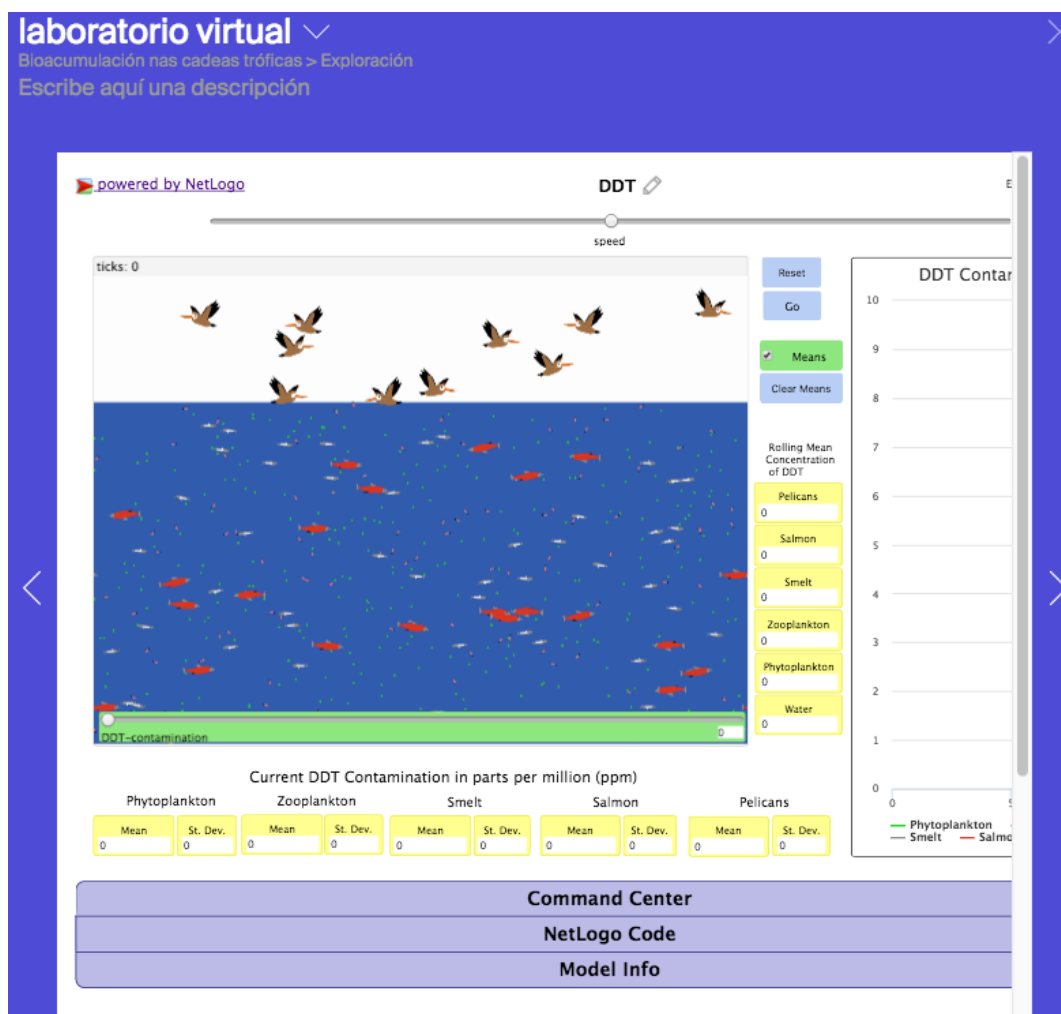 laboratorio virtual
Bioacumulación nas cadeas tróficas > Exploración
Escribe aquí una descripción
powered by NetLogo
DDT
E
speed
ticks: 0
Reset
Go
Means
Clear Means
Rolling Mean
Concentration
of DDT
Pelicans
0
Salmon
0
Smelt
0
Zooplankton
0
Phytoplankton
0
Water
0
DDT-contamination 0
DDT Contar
10
9
8
7
6
5
4
3
2
1
0
0
Phytoplankton
Smelt Salmo
Current DDT Contamination in parts per million (ppm)
Phytoplankton Zooplankton Smelt Salmon Pelicans
Mean St. Dev. Mean St. Dev. Mean St. Dev. Mean St. Dev. Mean St. Dev.
0 0 0 0 0 0 0 0 0 0
Command Center
NetLogo Code
Model Info